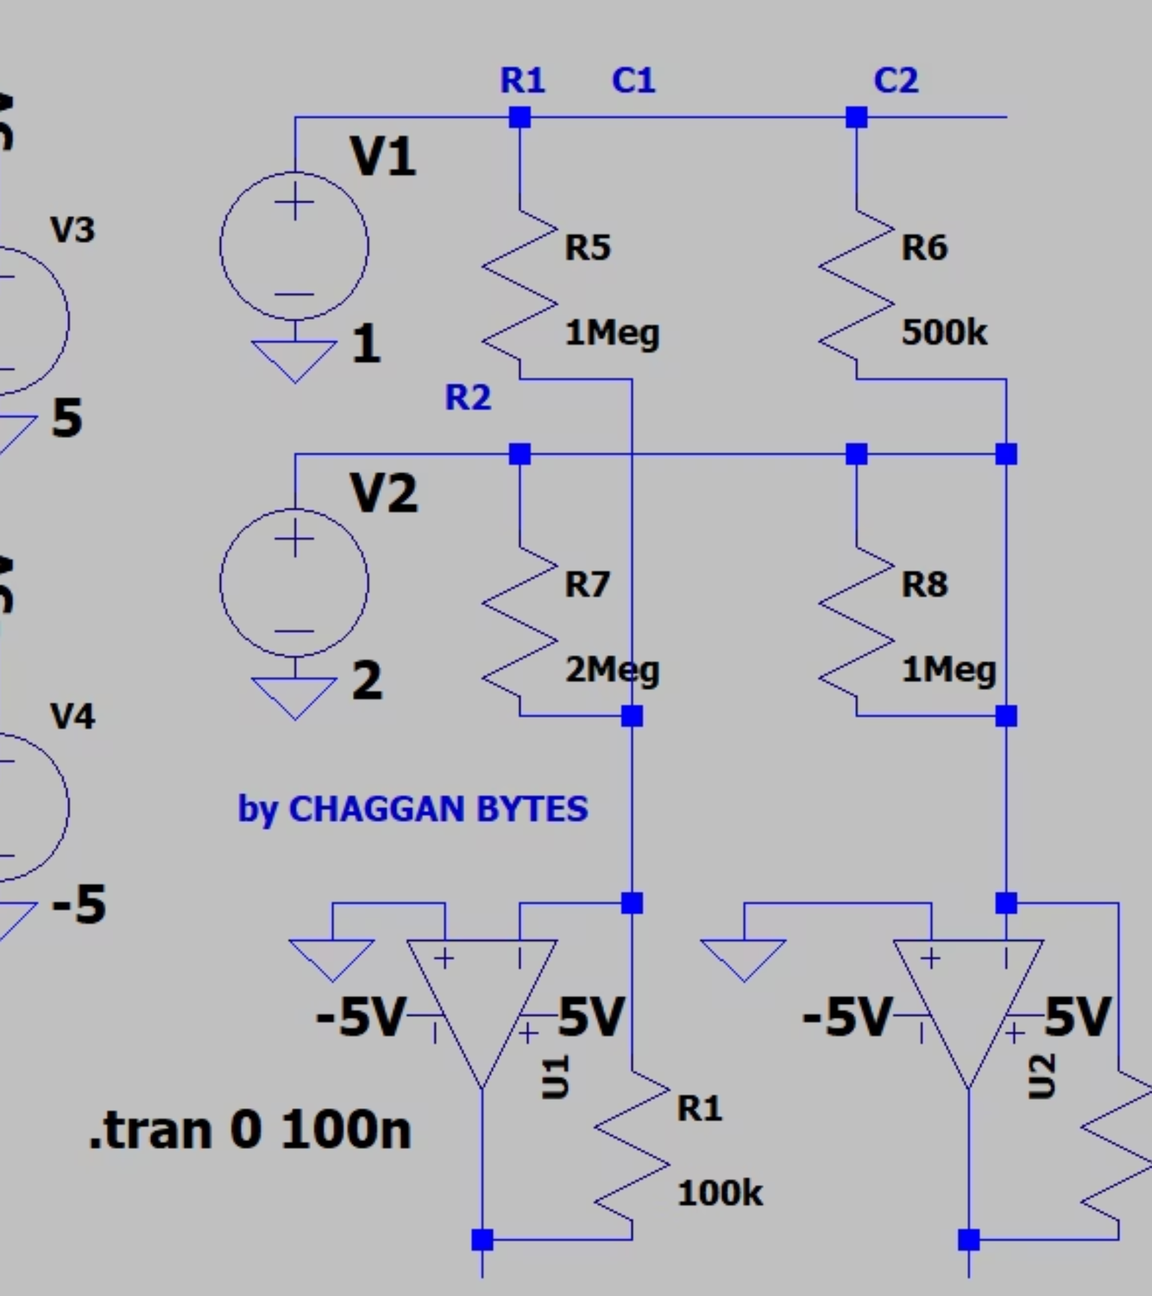 R1 C1 C2
V1
V3
R5 R6
1Meg 500k
1
R2
5
V2
R7 R8
2Meg 1Meg
2
V4
by CHAGGAN BYTES
-5
+ +
-5V 5V -5V 5V
+ +
U1 U2
R1
.tran 0 100n
100k